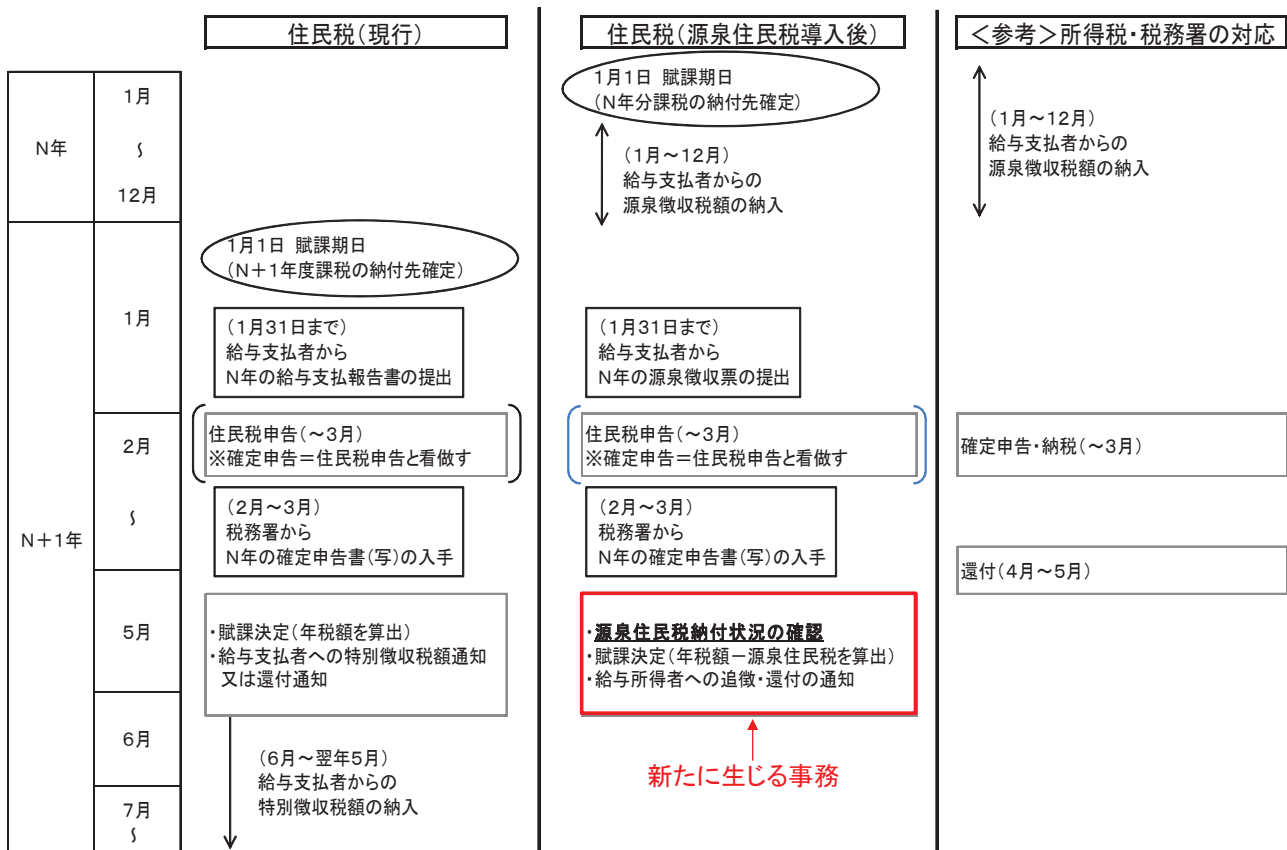 住民税(現行)
住民税(源泉住民税導入後)
＜参考＞所得税・税務署の対応
N年
1月
～
12月
1月1日 賦課期日
(N年分課税の納付先確定)
(1月～12月)
給与支払者からの
源泉徴収税額の納入
(1月～12月)
給与支払者からの
源泉徴収税額の納入
N＋1年
1月
1月1日 賦課期日
(N＋1年度課税の納付先確定)
(1月31日まで)
給与支払者から
N年の給与支払報告書の提出
(1月31日まで)
給与支払者から
N年の源泉徴収票の提出
2月
～
住民税申告(～3月)
※確定申告＝住民税申告と看做す
住民税申告(～3月)
※確定申告＝住民税申告と看做す
確定申告・納税(～3月)
(2月～3月)
税務署から
N年の確定申告書(写)の入手
(2月～3月)
税務署から
N年の確定申告書(写)の入手
還付(4月～5月)
5月
・賦課決定(年税額を算出)
・給与支払者への特別徴収税額通知
又は還付通知
・源泉住民税納付状況の確認
・賦課決定(年税額－源泉住民税を算出)
・給与所得者への追徴・還付の通知
6月
(6月～翌年5月)
給与支払者からの
特別徴収税額の納入
新たに生じる事務
7月
～